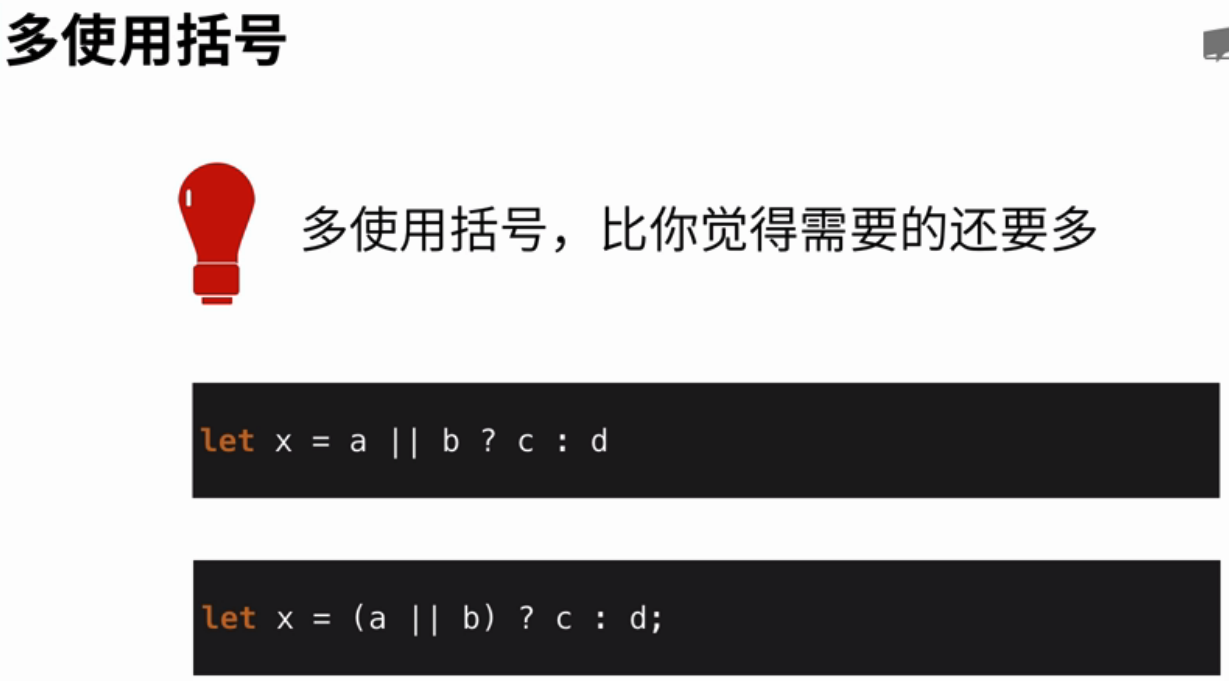 多使用括号
多使用括号，比你觉得需要的还要多
let x = a || b ? c : d
let x = (a || b) ? c : d;